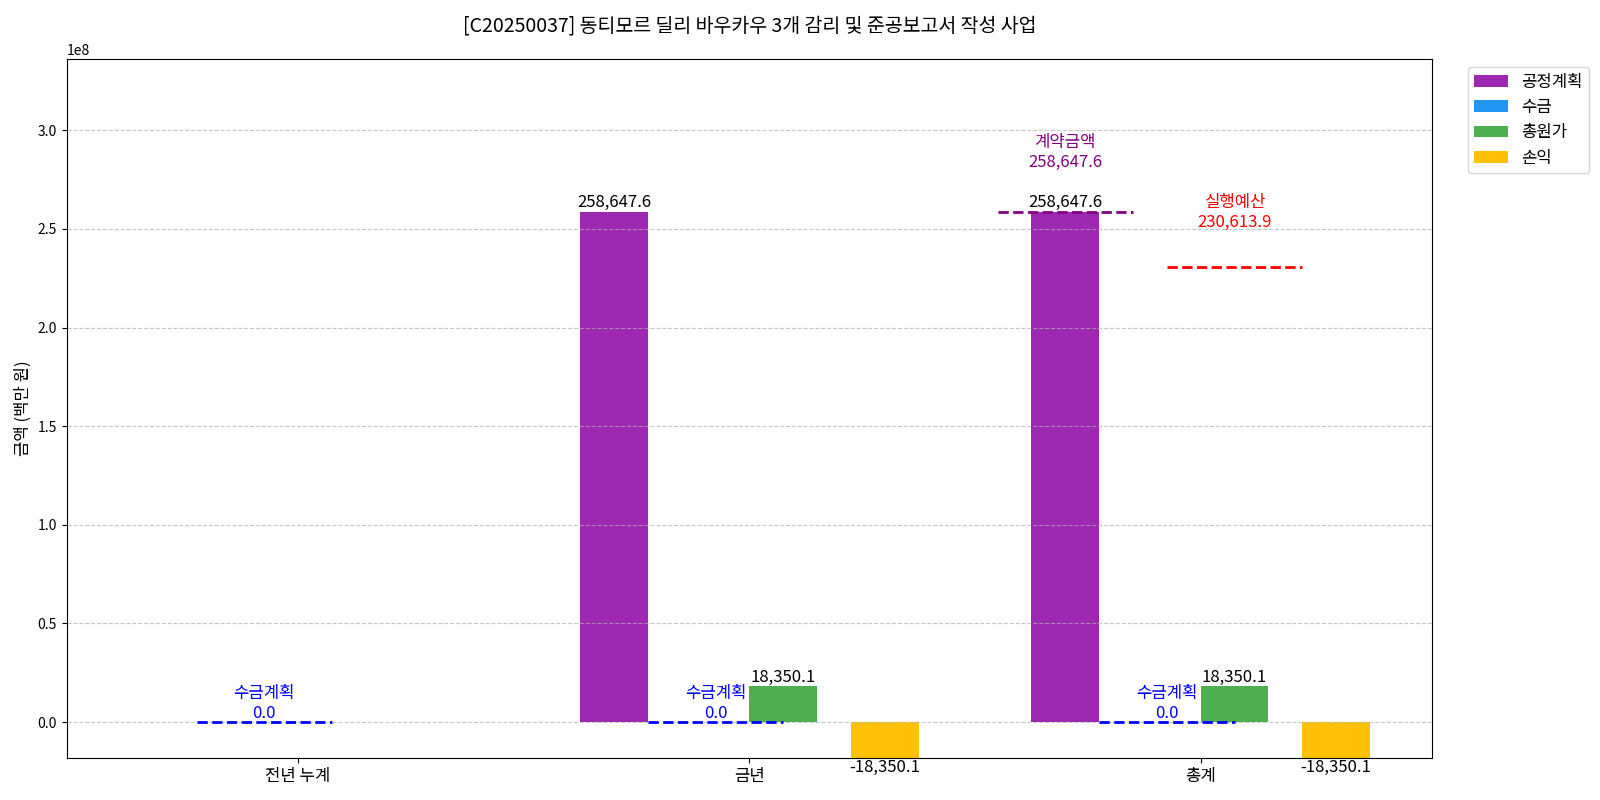 [C20250037] 동티모르 딜리 바우카우 3개 감리 및 준공보고서 작성 사업
1e8
공정계획
수금
총원가
손익
금액 (백만 원)
3.0
2.5
2.0
1.5
1.0
0.5
0.0
계약금액
258,647.6
258,647.6
258,647.6
실행예산
230,613.9
수금계획
0.0
수금계획
0.0
18,350.1
수금계획
0.0
18,350.1
-18,350.1
-18,350.1
전년 누계
금년
총계